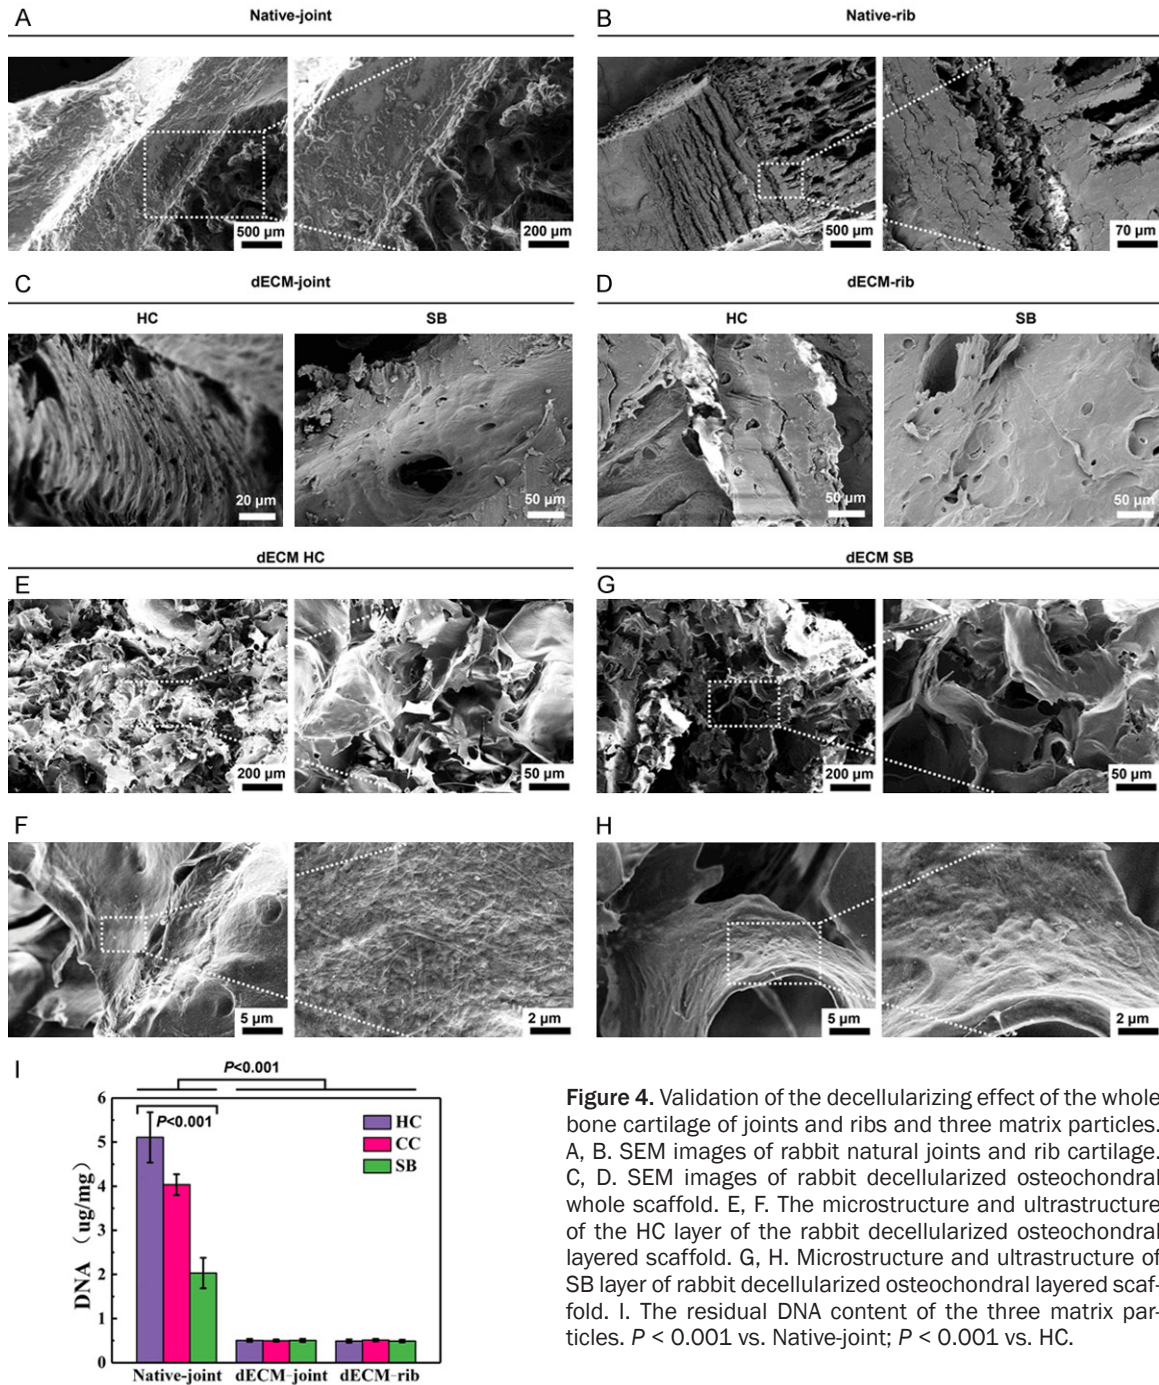 A
Native-joint
B
Native-rib
500 µm
200 µm
500 µm
70 µm
C
dECM-joint
D
dECM-rib
HC
SB
HC
SB
20 µm
50 µm
50 µm
50 µm
dECM HC
dECM SB
E
G
200 µm
50 µm
200 µm
50 µm
F
H
5 µm
2 µm
5 µm
2 µm
I
P<0.001
P<0.001
HC
CC
SB
DNA（ug/mg）
6
5
4
3
2
1
0
Native-joint
dECM-joint
dECM-rib
Figure 4. Validation of the decellularizing effect of the whole
bone cartilage of joints and ribs and three matrix particles.
A, B. SEM images of rabbit natural joints and rib cartilage.
C, D. SEM images of rabbit decellularized osteochondral
whole scaffold. E, F. The microstructure and ultrastructure
of the HC layer of the rabbit decellularized osteochondral
layered scaffold. G, H. Microstructure and ultrastructure of
SB layer of rabbit decellularized osteochondral layered scaf-
fold. I. The residual DNA content of the three matrix par-
ticles. P < 0.001 vs. Native-joint; P < 0.001 vs. HC.